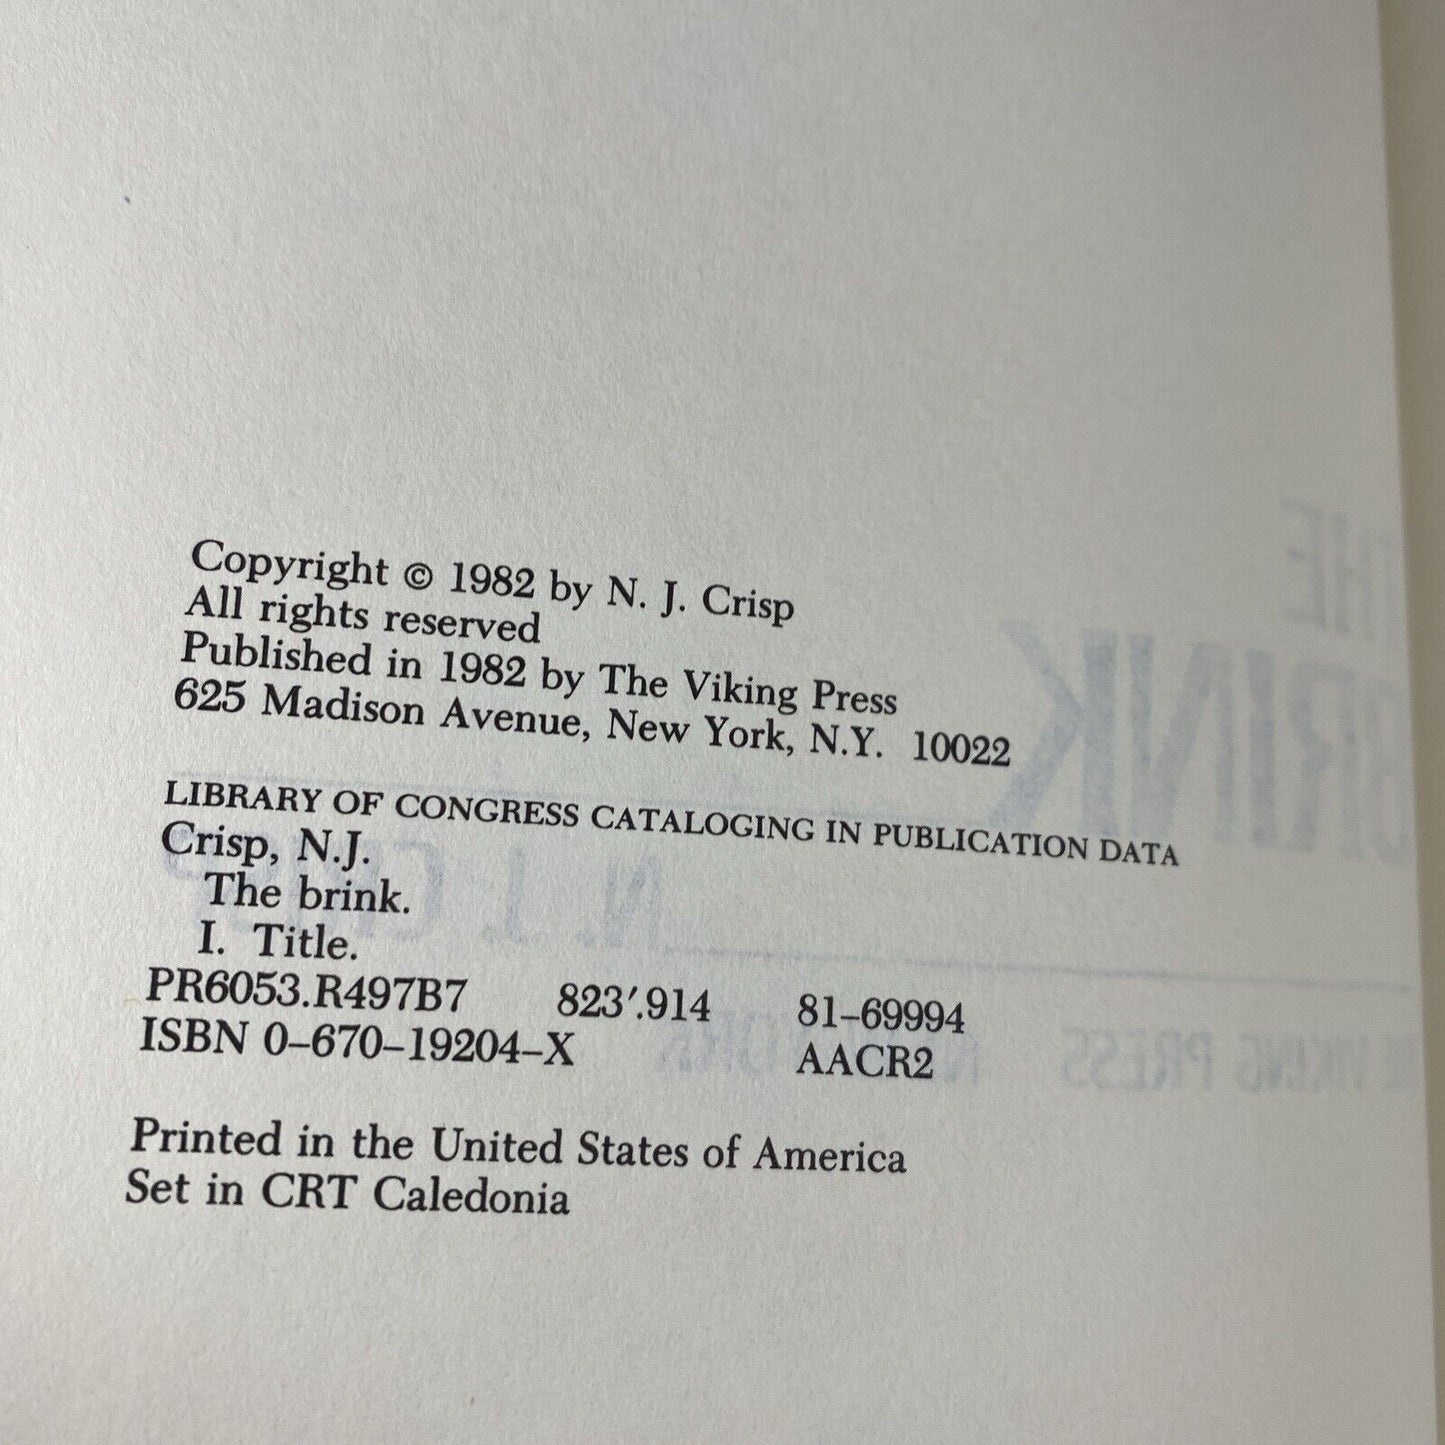 Copyright © 1982 by N. J. Crisp
All rights reserved
Published in 1982 by The Viking Press
625 Madison Avenue, New York, N.Y. 10022
LIBRARY OF CONGRESS CATALOGING IN PUBLICATION DATA
Crisp, N.J.
The brink.
I. Title.
PR6053.R497B7 823′.914 81–69994
ISBN 0–670–19204–X AACR2
Printed in the United States of America
Set in CRT Caledonia